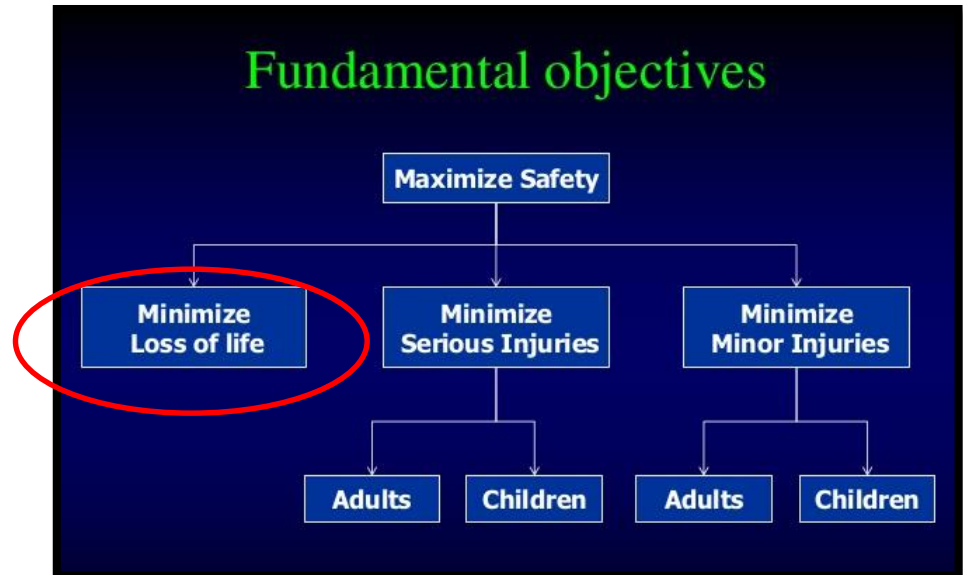 Fundamental objectives
Maximize Safety
Minimize
Loss of life
Minimize
Serious Injuries
Minimize
Minor Injuries
Adults
Children
Adults
Children